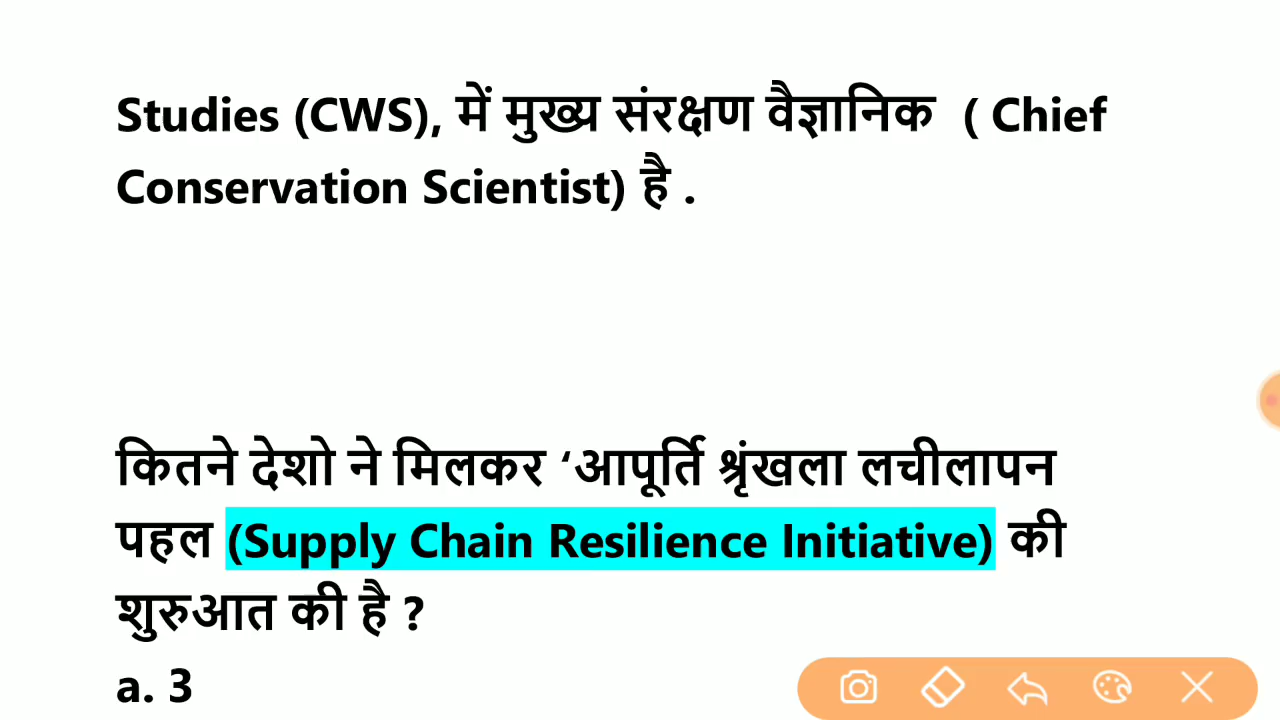 Studies (CWS), में मुख्य संरक्षण वैज्ञानिक ( Chief
Conservation Scientist) है .
कितने देशो ने मिलकर ‘आपूर्ति श्रृंखला लचीलापन
पहल (Supply Chain Resilience Initiative) की
शुरुआत की है ?
a. 3